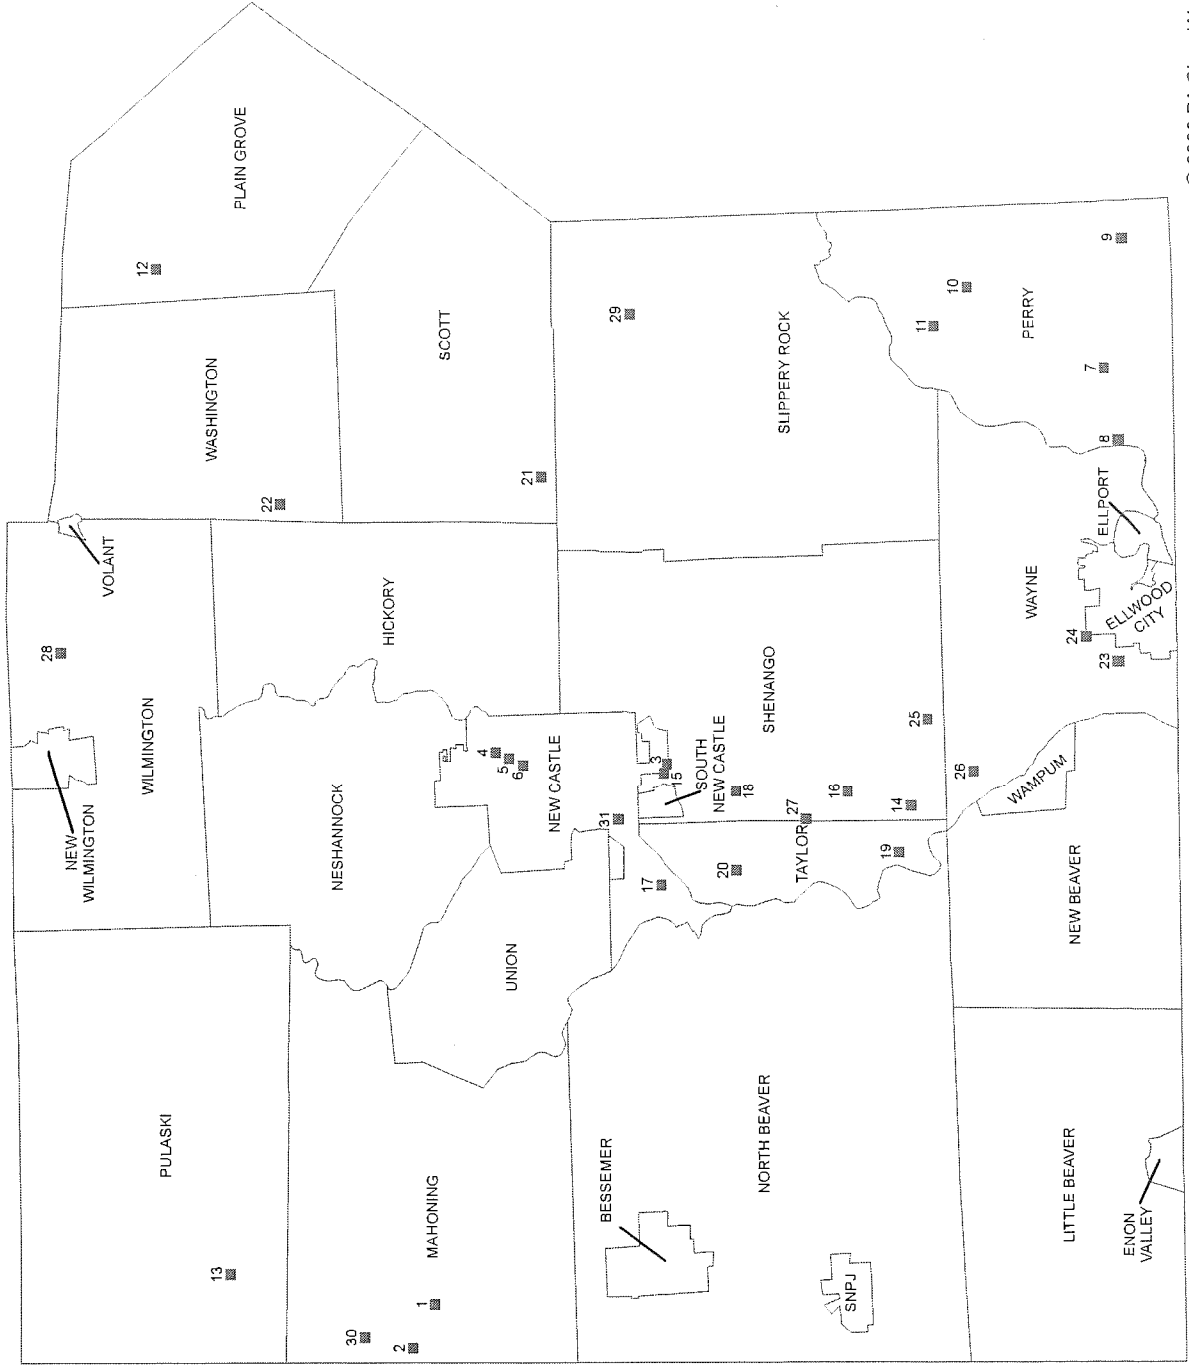 28
NEW
WILMINGTON
VOLANT
12
WILMINGTON
PULASKI
WASHINGTON
13
PLAIN GROVE
22
NESHANNOCK
30
HICKORY
2
1
MAHONING
SCOTT
4
5
6
UNION
21
NEW CASTLE
31
BESSEMER
29
17
3
15
SOUTH
NEW CASTLE
20
18
NORTH BEAVER
SHENANGO
SLIPPERY ROCK
27
TAYLOR
16
SNPJ
19
14
25
11
10
26
WAYNE
PERRY
WAMPUM
LITTLE BEAVER
NEW BEAVER
24
7
ELLPORT
23
8
9
ENON
VALLEY
ELLWOOD
CITY